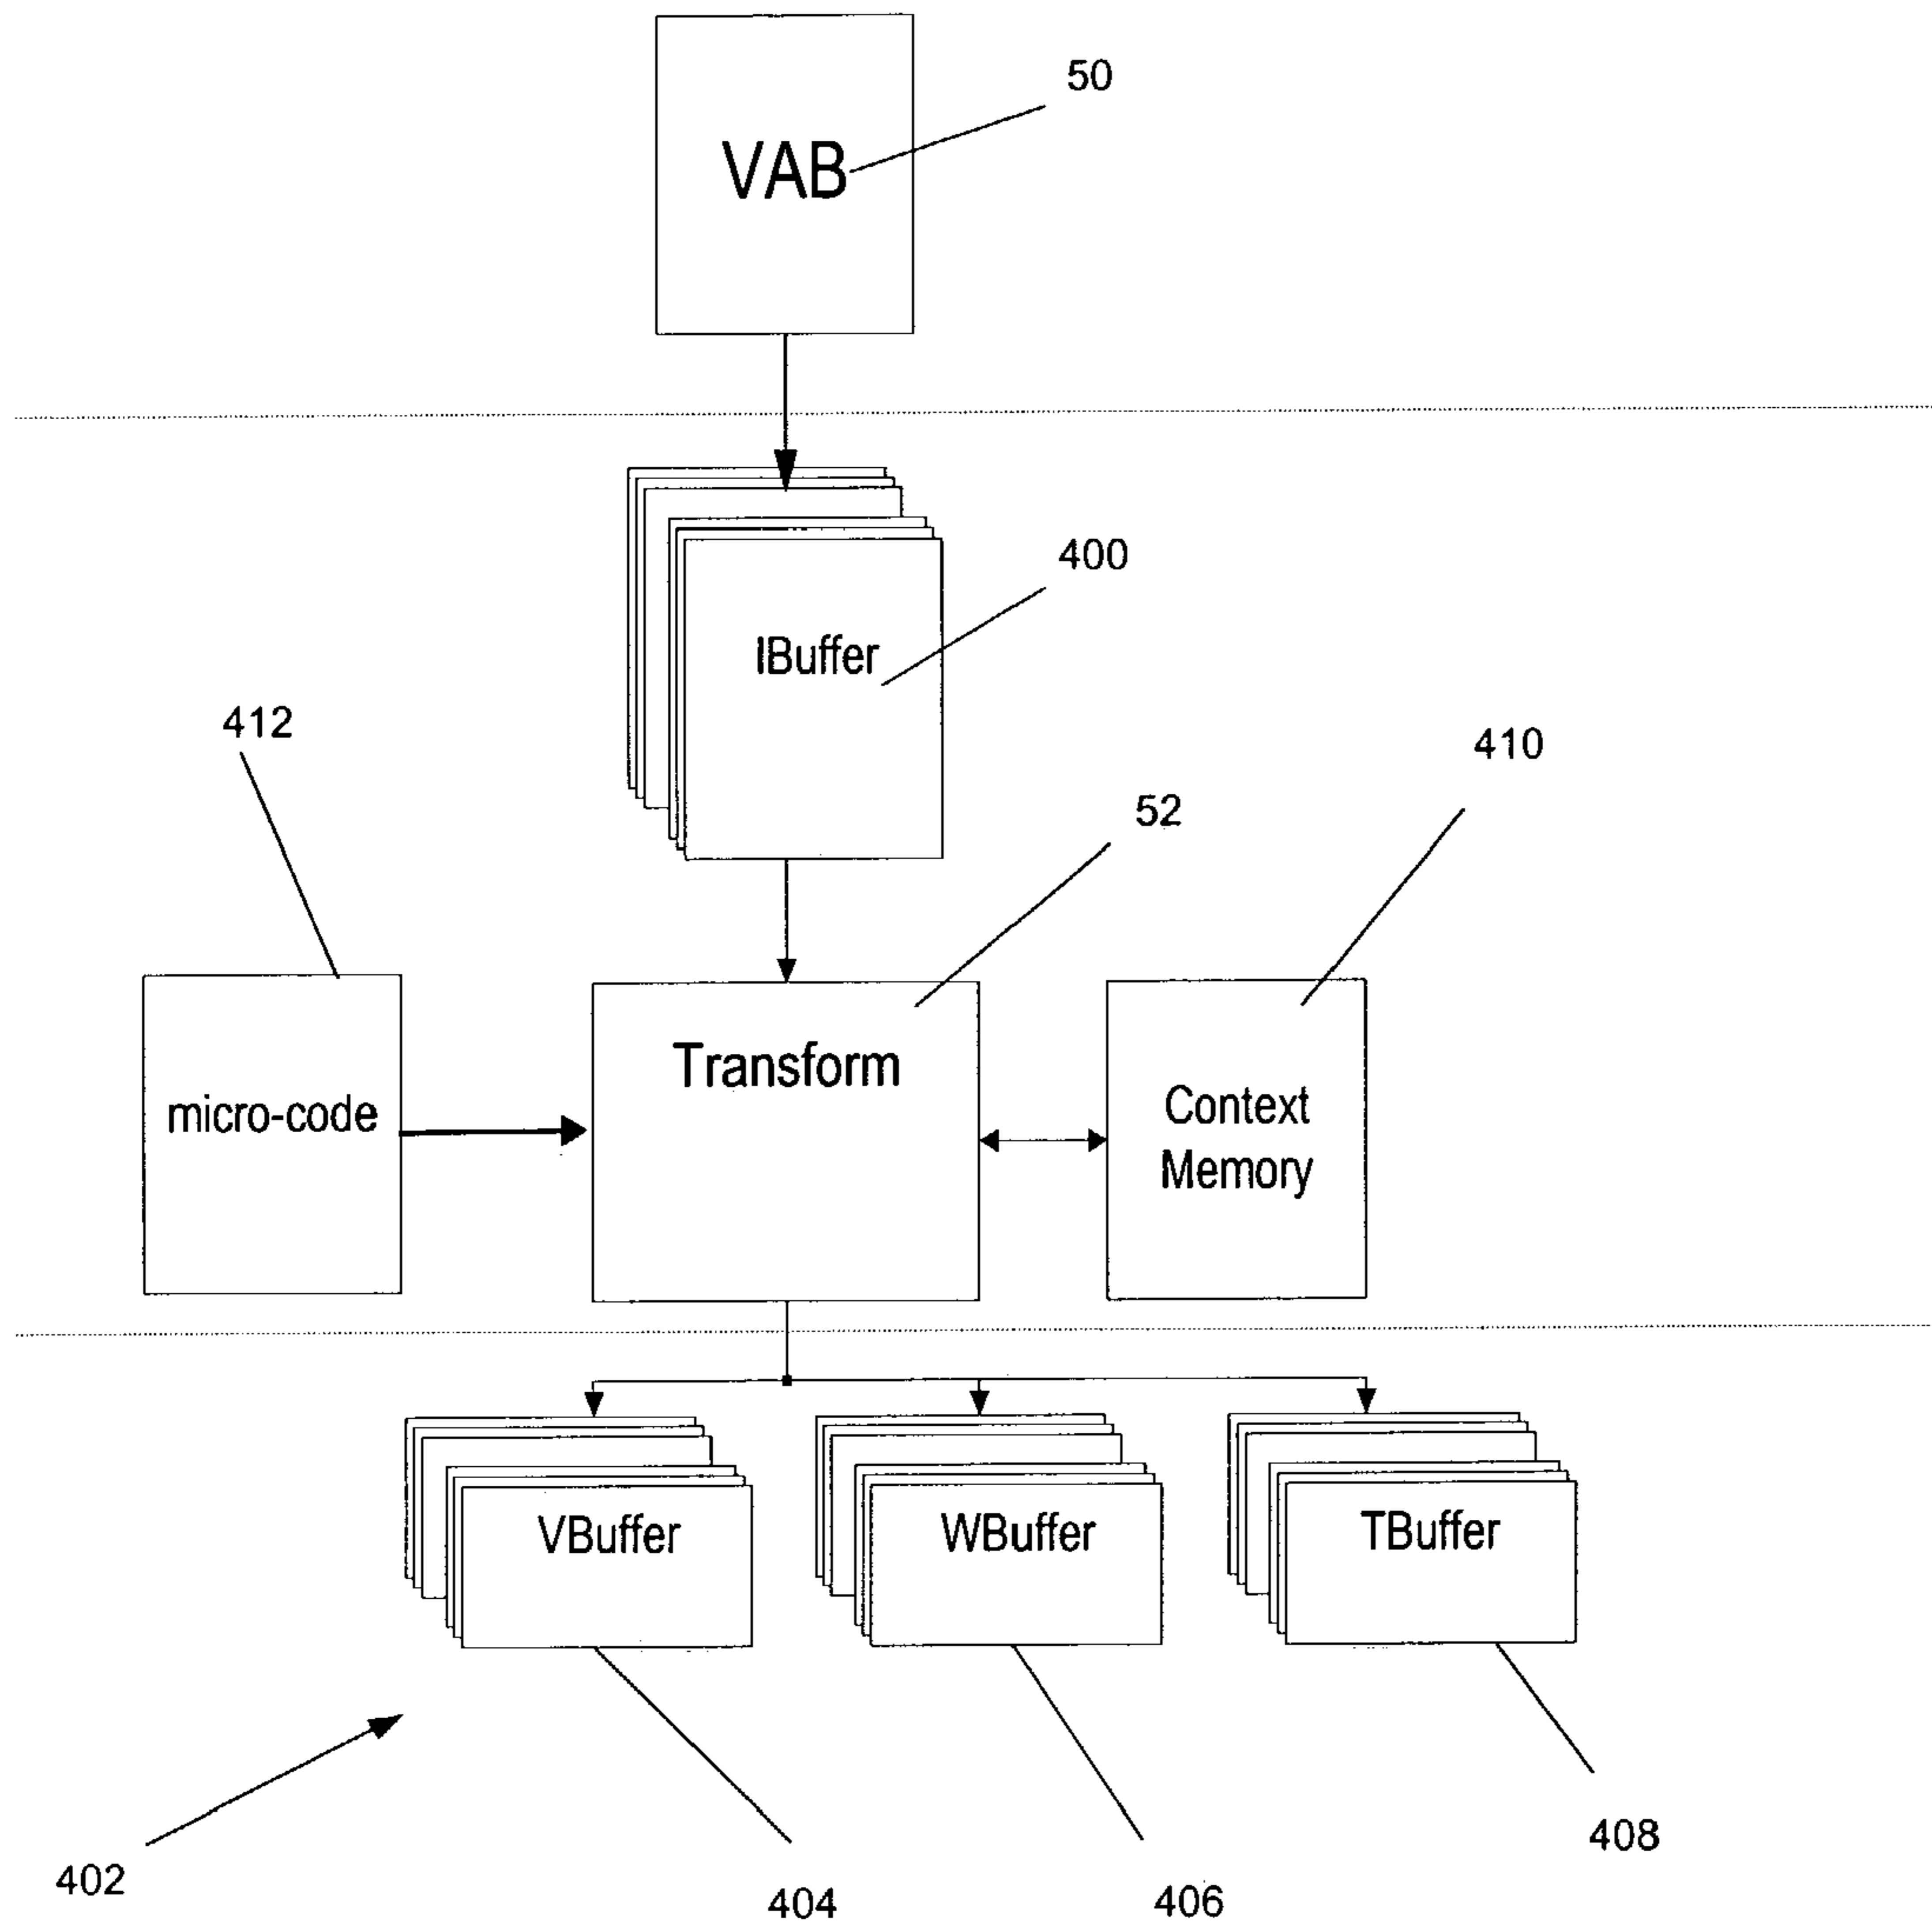 50
VAB
400
IBuffer
412
410
52
Transform
micro-code
Context
Memory
VBuffer
WBuffer
TBuffer
402
404
406
408